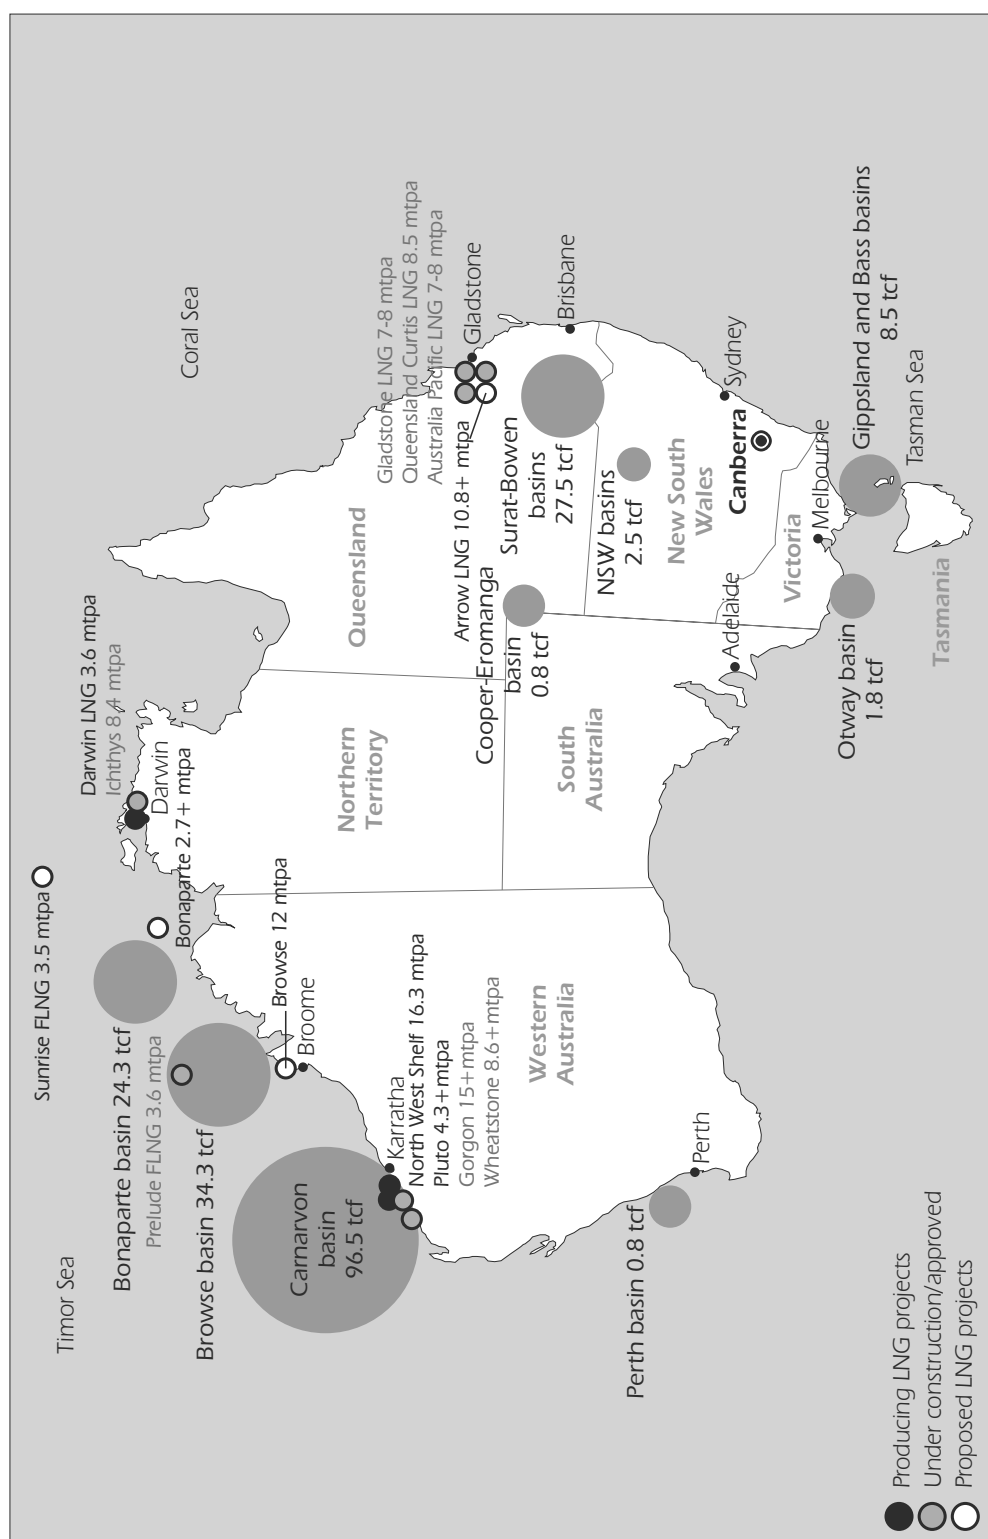 Timor Sea
Sunrise FLNG 3.5 mtpa
Bonaparte basin 24.3 tcf
Prelude FLNG 3.6 mtpa
Browse basin 34.3 tcf
Carnarvon
basin
96.5 tcf
Darwin LNG 3.6 mtpa
Ichthys 8.4 mtpa
Darwin
Bonaparte 2.7+ mtpa
Browse 12 mtpa
Broome
Karratha
North West Shelf 16.3 mtpa
Pluto 4.3+mtpa
Gorgon 15+mtpa
Wheatstone 8.6+mtpa
Western
Australia
Perth
Perth basin 0.8 tcf
Northern
Territory
South
Australia
Adelaide
Coral Sea
Queensland
Gladstone LNG 7-8 mtpa
Queensland Curtis LNG 8.5 mtpa
Australia Pacific LNG 7-8 mtpa
Gladstone
Arrow LNG 10.8+ mtpa
Cooper-Eromanga
basin
0.8 tcf
Surat-Bowen
basins
27.5 tcf
Brisbane
NSW basins
2.5 tcf
New South
Wales
Sydney
Canberra
Victoria
Melbourne
Otway basin
1.8 tcf
Gippsland and Bass basins
8.5 tcf
Tasman Sea
Tasmania
Producing LNG projects
Under construction/approved
Proposed LNG projects